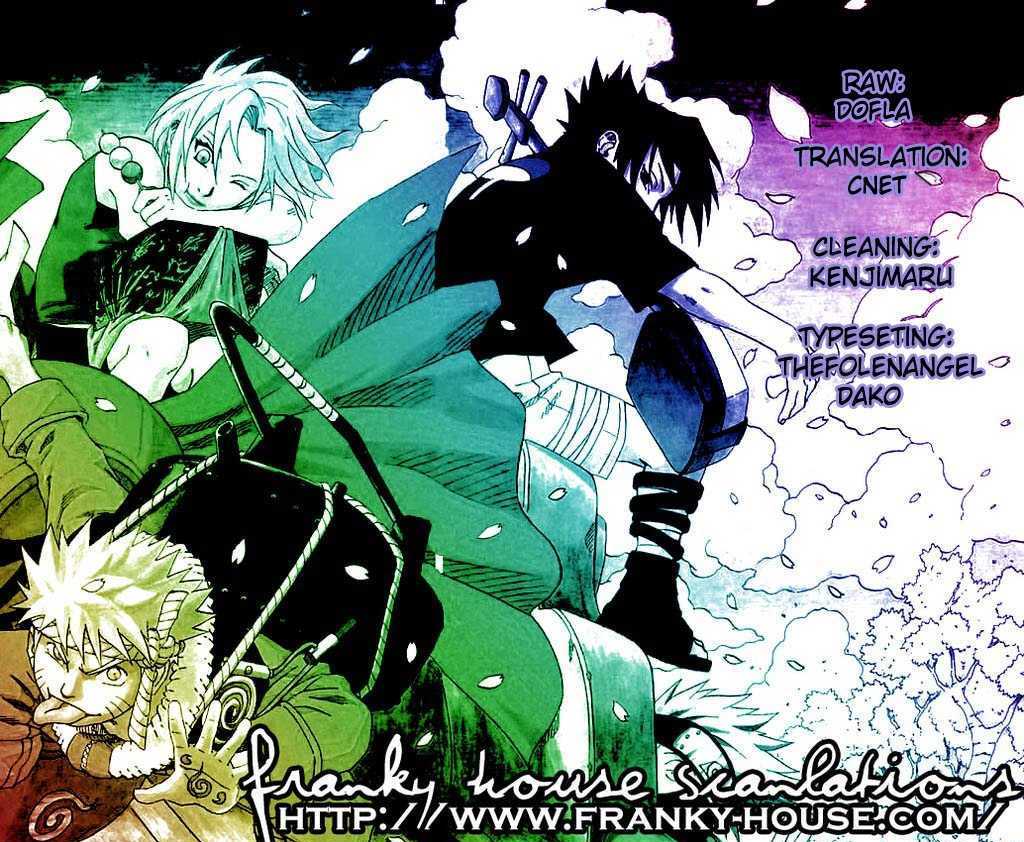 RAW:
DOFLA
TRANSLATION:
CNET
CLEANING:
KENJIMARU
TYPESETING:
THEFOLENANGEL
DAKO
franky house scanlations
HTTP://WWW.FRANKY-HOUSE.COM/